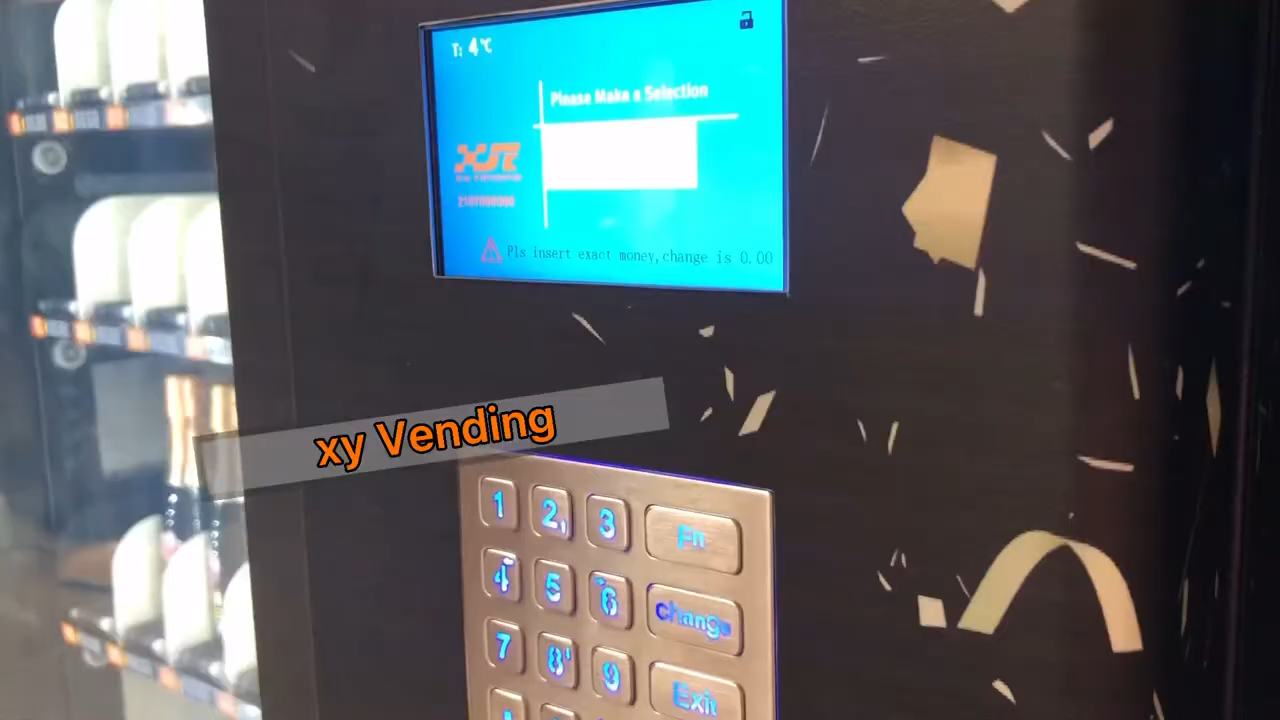 T: 4℃
Please Make a Selection
Pls insert exact money,change is 0.00
xy Vending
1 2 3 Fn
4 5 6 change
7 8 9 Exit